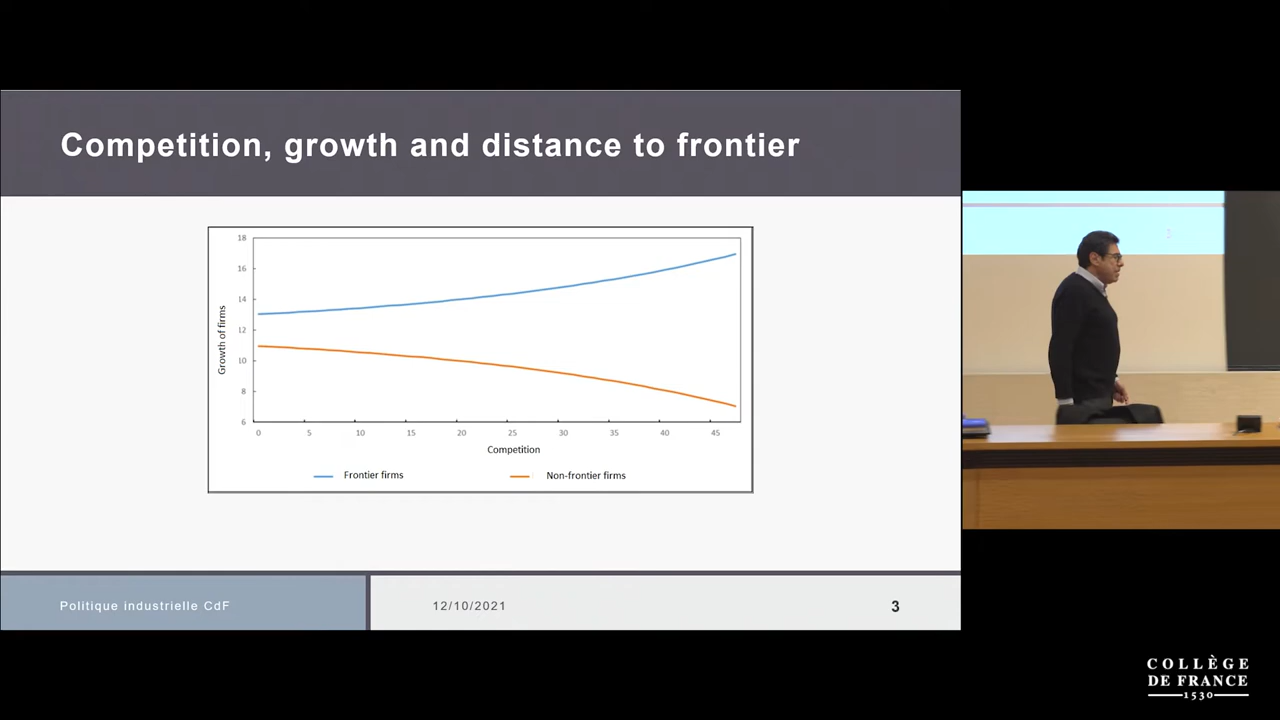 Competition, growth and distance to frontier
18
16
14
12
10
8
6
Growth of firms
0 5 10 15 20 25 30 35 40 45
Competition
Frontier firms Non-frontier firms
Politique industrielle CdF 12/10/2021 3
COLLÈGE
DE FRANCE
1530